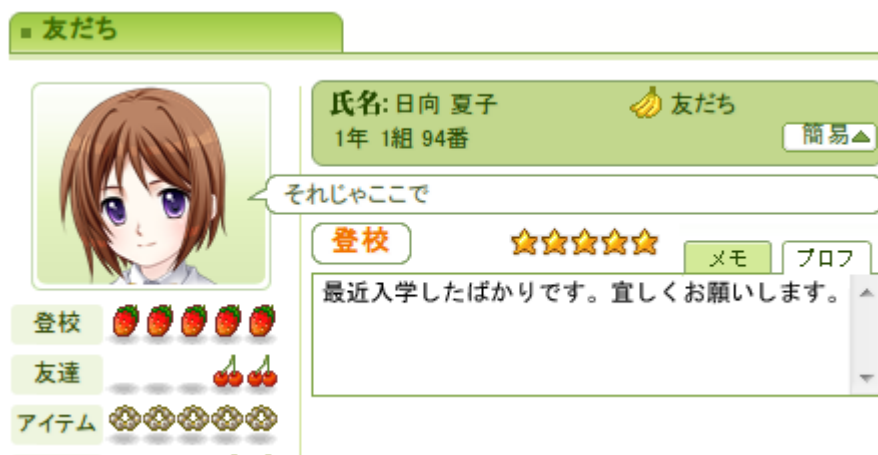 友だち
氏名: 日向 夏子
友だち
1年 1組 94番
簡易
それじゃここで
登校
メモ
プロフ
最近入学したばかりです。宜しくお願いします。
登校
友達
アイテム